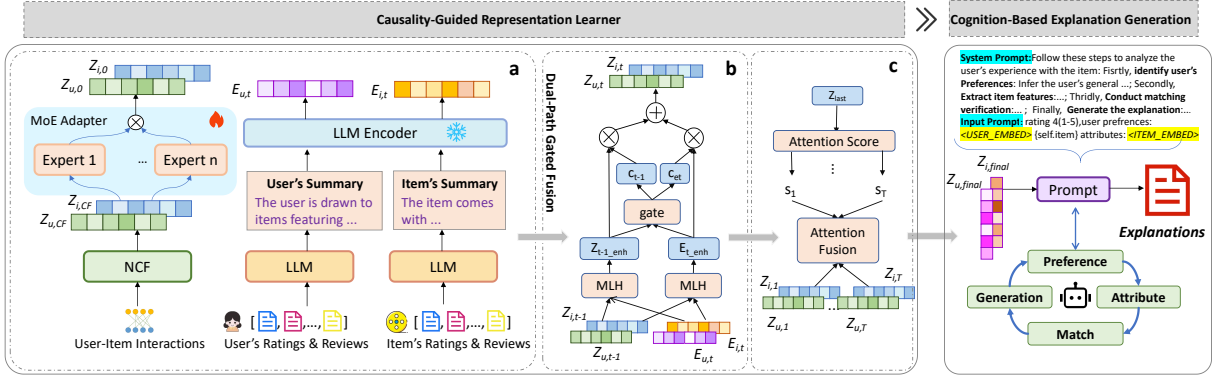 Causality-Guided Representation Learner
Cognition-Based Explanation Generation
a
Z_{i,0}
Z_{u,0}
MoE Adapter
Expert 1
...
Expert n
Z_{i,CF}
Z_{u,CF}
NCF
User-Item Interactions
E_{u,t}
E_{i,t}
LLM Encoder
User's Summary
The user is drawn to
items featuring ...
Item's Summary
The item comes
with ...
LLM
LLM
[ , ,..., ]
User's Ratings & Reviews
[ , ,..., ]
Item's Ratings & Reviews
Dual-Path Gated Fusion
b
Z_{i,t}
Z_{u,t}
c_{t-1}
c_{et}
gate
Z_{t-1_enh}
E_{t_enh}
MLH
MLH
Z_{i,t-1}
Z_{u,t-1}
E_{u,t}
E_{i,t}
c
Z_{last}
Attention Score
s_1
...
s_T
Attention
Fusion
Z_{i,1}
Z_{i,T}
Z_{u,1}
...
Z_{u,T}
System Prompt:Follow these steps to analyze the
user's experience with the item: Fisrtly, identify user's
Preferences: Infer the user's general ...; Secondly,
Extract item features:...; Thridly, Conduct matching
verification:... ; Finally, Generate the explanation:...
Input Prompt: rating 4(1-5),user prefrences:
<USER_EMBED> {self.item} attributes: <ITEM_EMBED>
Z_{i,final}
Z_{u,final}
Prompt
Explanations
Preference
Generation
Attribute
Match